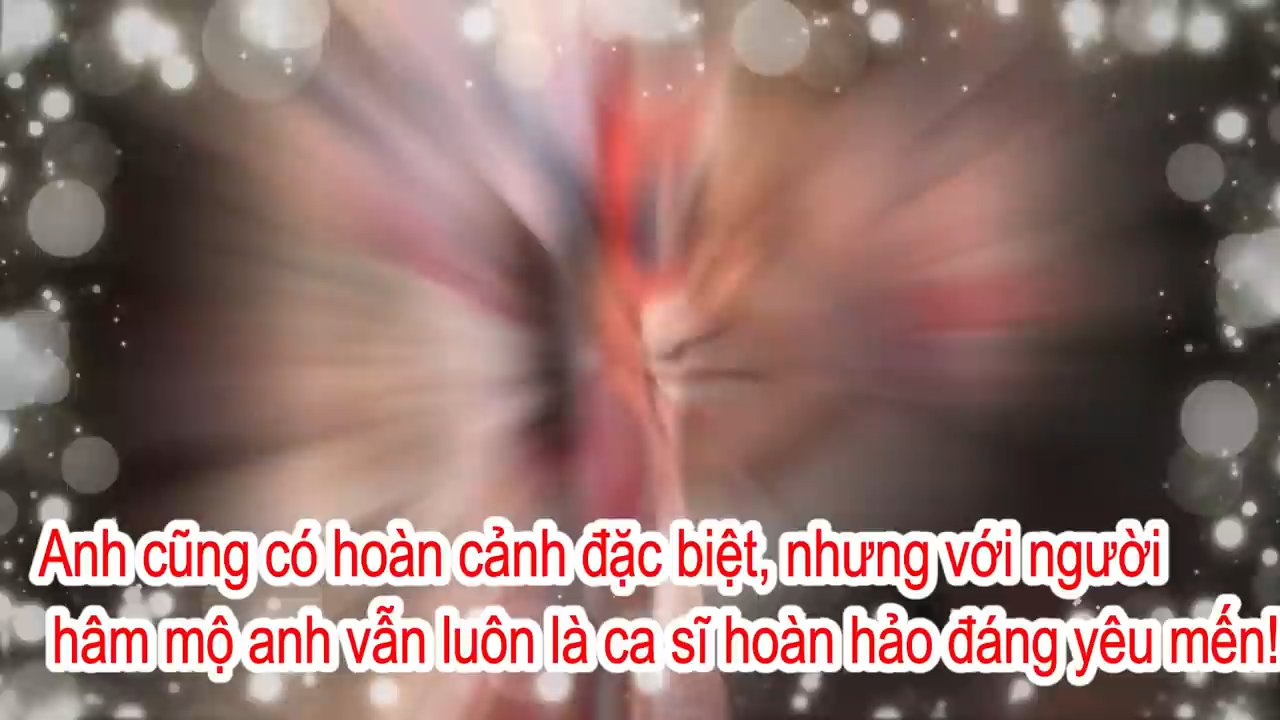 Anh cũng có hoàn cảnh đặc biệt, nhưng với người
hâm mộ anh vẫn luôn là ca sĩ hoàn hảo đáng yêu mến!